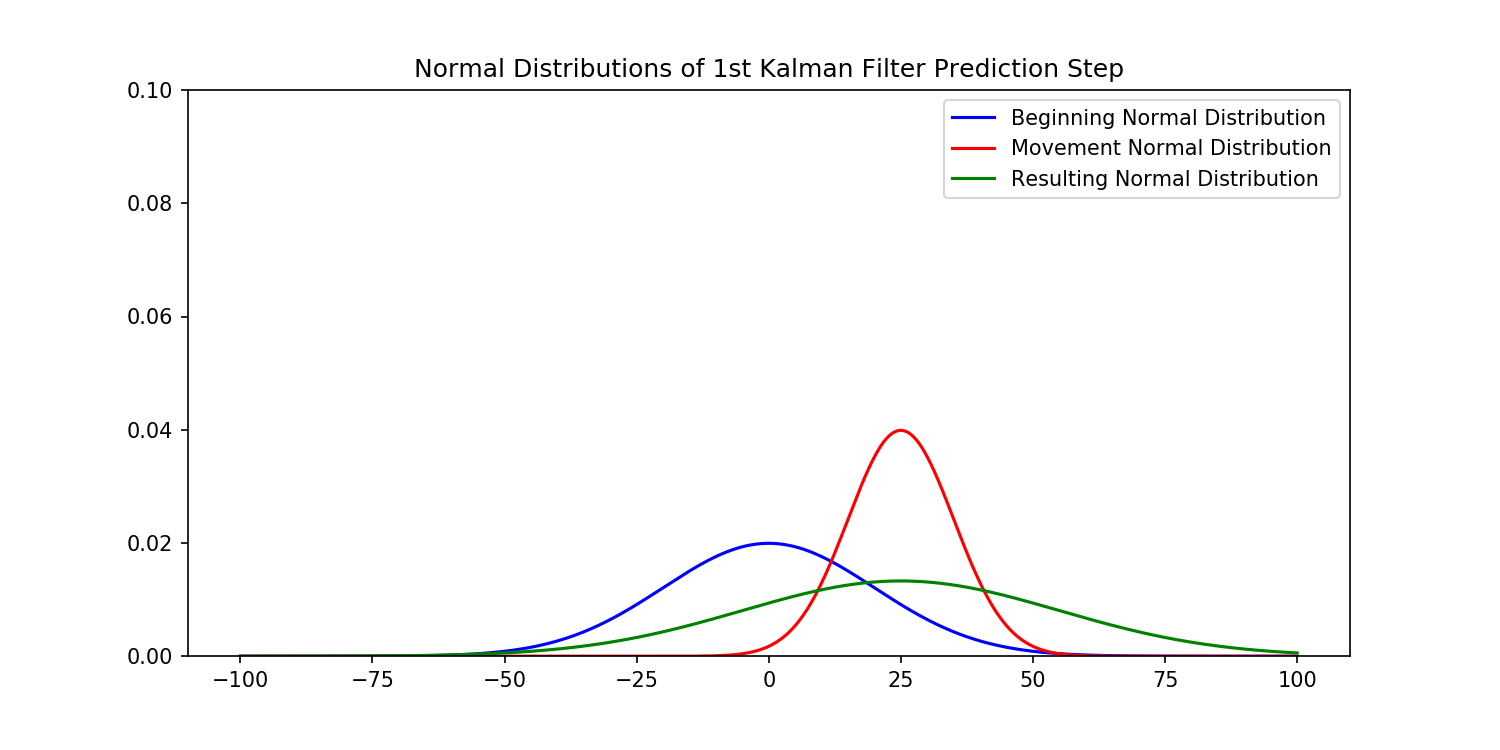 Normal Distributions of 1st Kalman Filter Prediction Step
0.10
0.08
0.06
0.04
0.02
0.00
Beginning Normal Distribution
Movement Normal Distribution
Resulting Normal Distribution
−100 −75 −50 −25 0 25 50 75 100